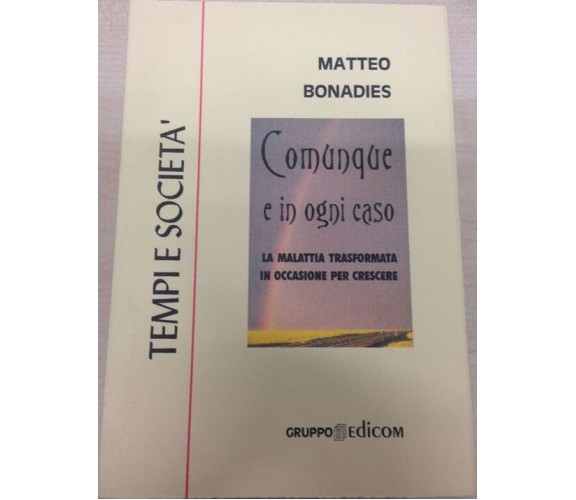 MATTEO
BONADIES
TEMPI E SOCIETA'
Comunque
e in ogni caso
LA MALATTIA TRASFORMATA
IN OCCASIONE PER CRESCERE
GRUPPO Edicom